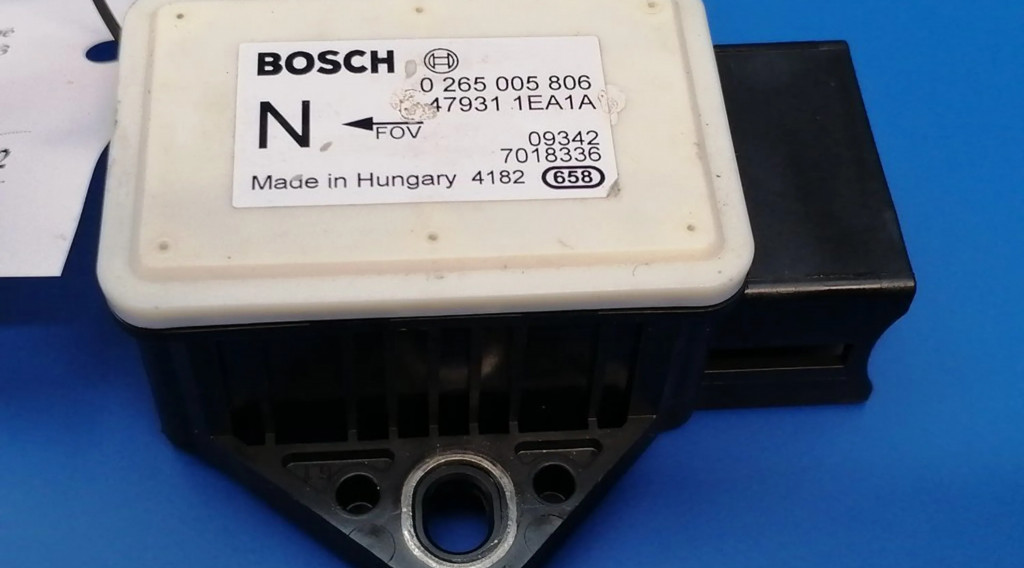 BOSCH
0 265 005 806
47931 1EA1A
N
FOV
09342
7018336
Made in Hungary 4182 658